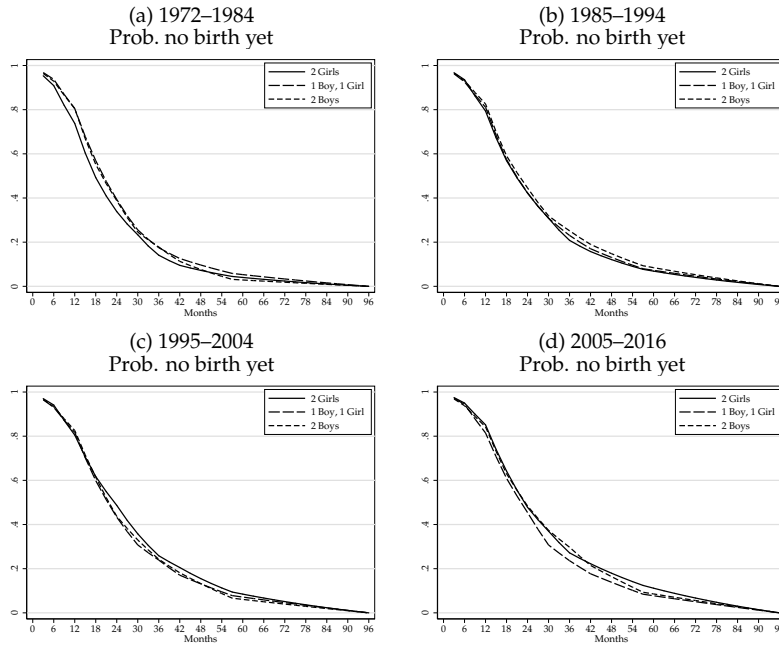 (a) 1972–1984
Prob. no birth yet
1
.8
.6
.4
.2
0
2 Girls
1 Boy, 1 Girl
2 Boys
0 6 12 18 24 30 36 42 48 54 60 66 72 78 84 90 96
Months
(b) 1985–1994
Prob. no birth yet
1
.8
.6
.4
.2
0
2 Girls
1 Boy, 1 Girl
2 Boys
0 6 12 18 24 30 36 42 48 54 60 66 72 78 84 90 96
Months
(c) 1995–2004
Prob. no birth yet
1
.8
.6
.4
.2
0
2 Girls
1 Boy, 1 Girl
2 Boys
0 6 12 18 24 30 36 42 48 54 60 66 72 78 84 90 96
Months
(d) 2005–2016
Prob. no birth yet
1
.8
.6
.4
.2
0
2 Girls
1 Boy, 1 Girl
2 Boys
0 6 12 18 24 30 36 42 48 54 60 66 72 78 84 90 96
Months